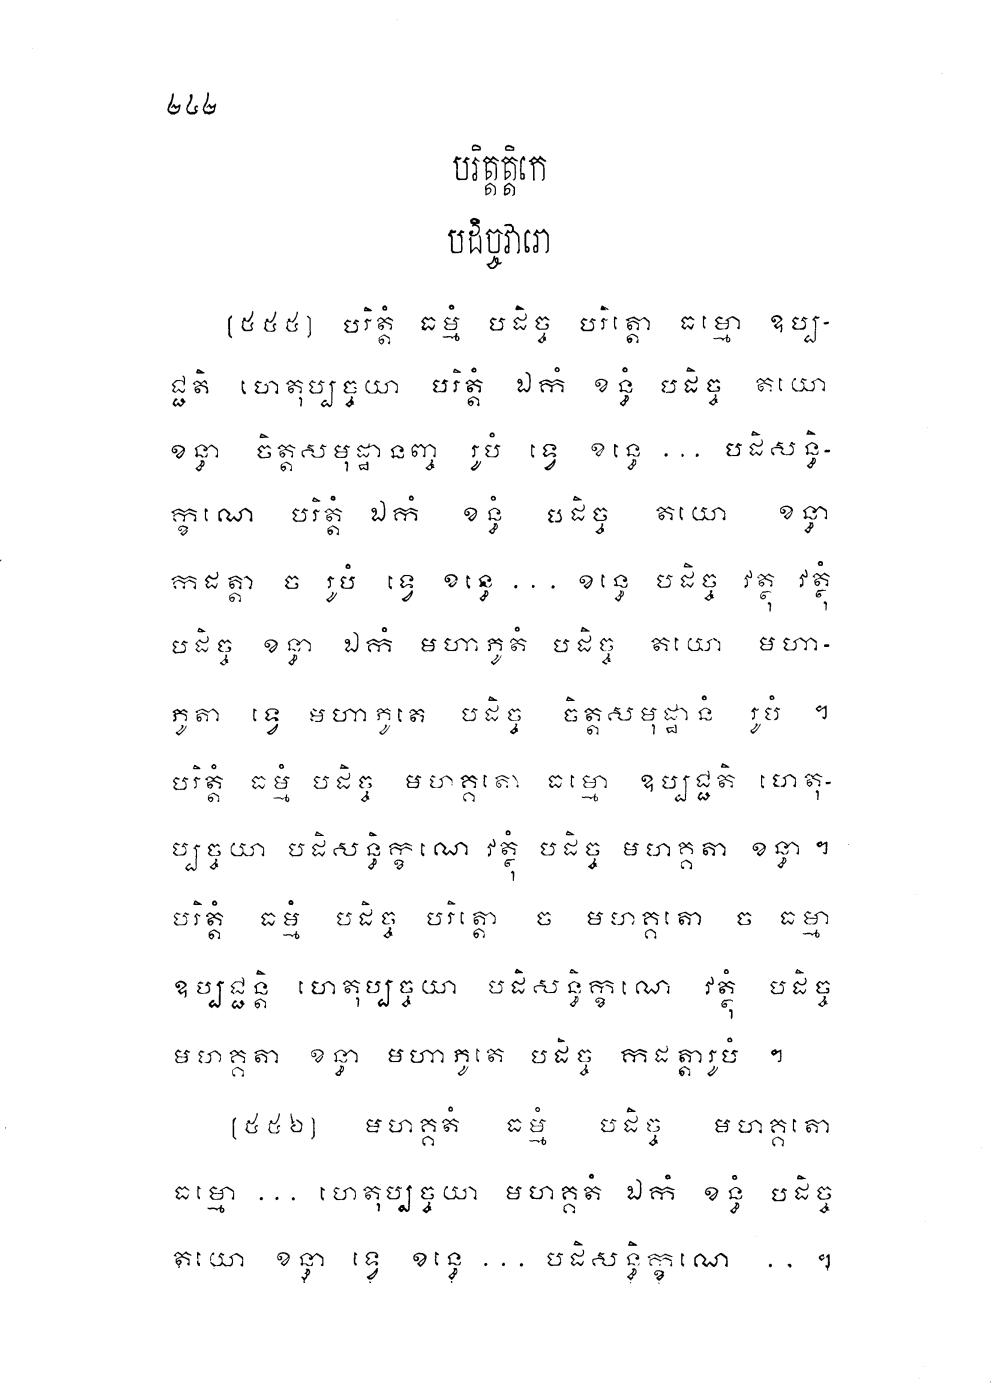 ២៤២
បរិត្តត្តិកេ
បដិច្ចវារោ
(៥៥៥) បរិត្តំ ធម្មំ បដិច្ច បរិត្តោ ធម្មោ ឧប្ប-
ជ្ជតិ ហេតុប្បច្ចយា បរិត្តំ ឯកំ ខន្ធំ បដិច្ច តយោ
ខន្ធា ចិត្តសមុដ្ឋានញ្ច រូបំ ទ្វេ ខន្ធេ ... បដិសន្ធិ-
ក្ខណេ បរិត្តំ ឯកំ ខន្ធំ បដិច្ច តយោ ខន្ធា
កដត្តា ច រូបំ ទ្វេ ខន្ធេ ... ខន្ធេ បដិច្ច វត្ថុ វត្ថុំ
បដិច្ច ខន្ធា ឯកំ មហាភូតំ បដិច្ច តយោ មហា-
ភូតា ទ្វេ មហាភូតេ បដិច្ច ចិត្តសមុដ្ឋានំ រូបំ ។
បរិត្តំ ធម្មំ បដិច្ច មហគ្គតោ ធម្មោ ឧប្បជ្ជតិ ហេតុ-
ប្បច្ចយា បដិសន្ធិក្ខណេ វត្ថុំ បដិច្ច មហគ្គតា ខន្ធា ។
បរិត្តំ ធម្មំ បដិច្ច បរិត្តោ ច មហគ្គតោ ច ធម្មា
ឧប្បជ្ជន្តិ ហេតុប្បច្ចយា បដិសន្ធិក្ខណេ វត្ថុំ បដិច្ច
មហគ្គតា ខន្ធា មហាភូតេ បដិច្ច កដត្តារូបំ ។
(៥៥៦) មហគ្គតំ ធម្មំ បដិច្ច មហគ្គតោ
ធម្មោ ... ហេតុប្បច្ចយា មហគ្គតំ ឯកំ ខន្ធំ បដិច្ច
តយោ ខន្ធា ទ្វេ ខន្ធេ ... បដិសន្ធិក្ខណេ .. ។